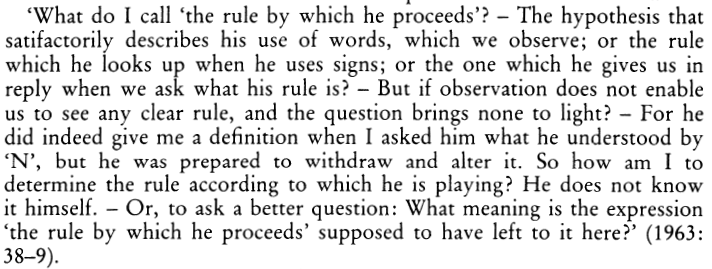 ‘What do I call ‘the rule by which he proceeds’? – The hypothesis that
satisfactorily describes his use of words, which we observe; or the rule
which he looks up when he uses signs; or the one which he gives us in
reply when we ask what his rule is? – But if observation does not enable
us to see any clear rule, and the question brings none to light? – For he
did indeed give me a definition when I asked him what he understood by
‘N’, but he was prepared to withdraw and alter it. So how am I to
determine the rule according to which he is playing? He does not know
it himself. – Or, to ask a better question: What meaning is the expression
‘the rule by which he proceeds’ supposed to have left to it here?’ (1963:
38–9).